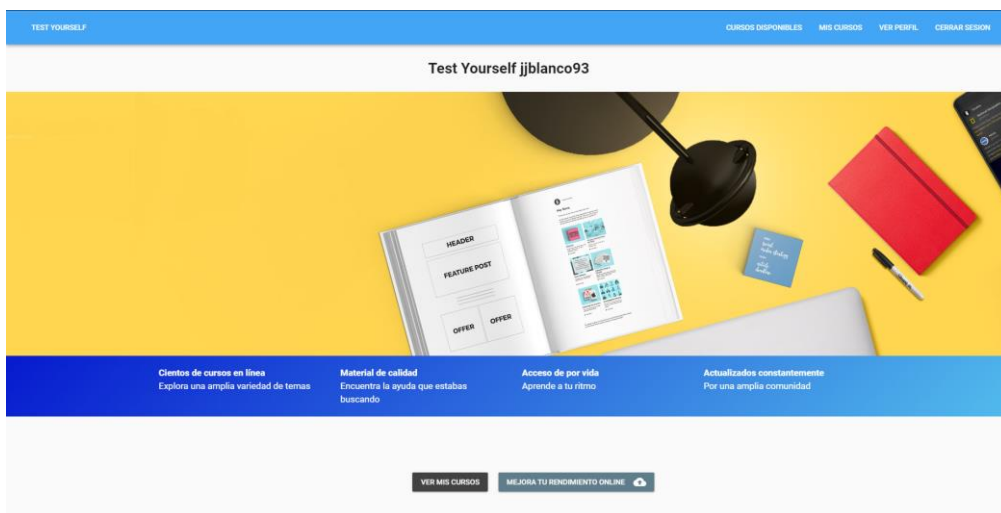 TEST YOURSELF
CURSOS DISPONIBLES MIS CURSOS VER PERFIL CERRAR SESION
Test Yourself jjblanco93
HEADER
FEATURE POST
OFFER OFFER
Cientos de cursos en línea
Explora una amplia variedad de temas
Material de calidad
Encuentra la ayuda que estabas
buscando
Acceso de por vida
Aprende a tu ritmo
Actualizados constantemente
Por una amplia comunidad
VER MIS CURSOS
MEJORA TU RENDIMIENTO ONLINE